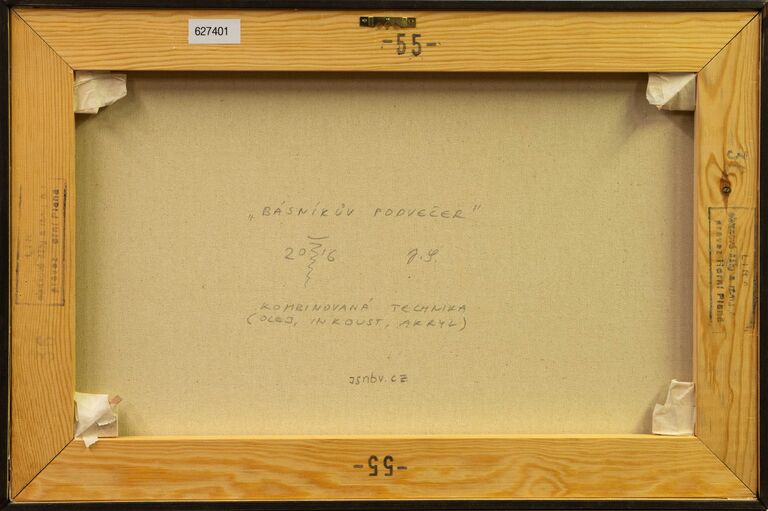 627401
-55-
„BÁSNÍKŮV PODVEČER"
2016 J.S.
KOMBINOVANÁ TECHNIKA
(OLEJ, INKOUST, AKRYL)
jsnbv.cz
-55-